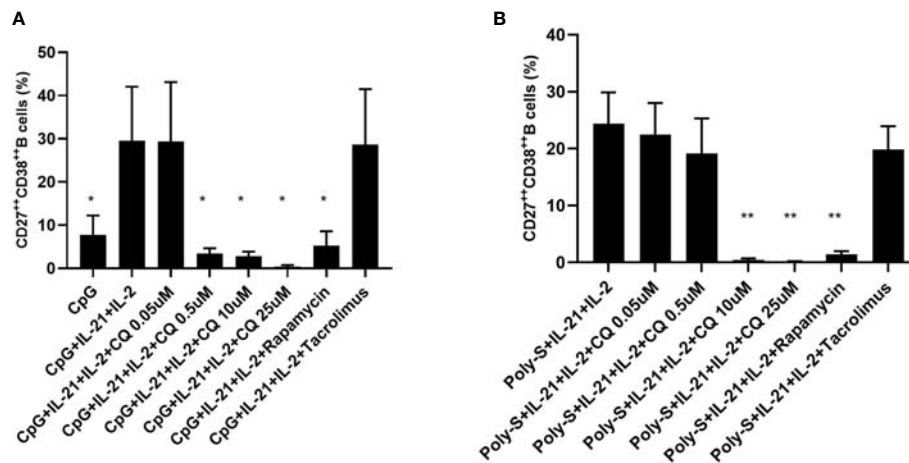 A
CD27++CD38++B cells (%)
50
40
30
20
10
0
* * * * *
CpG
CpG+IL-21+IL-2
CpG+IL-21+IL-2+CQ 0.05uM
CpG+IL-21+IL-2+CQ 0.5uM
CpG+IL-21+IL-2+CQ 10uM
CpG+IL-21+IL-2+CQ 25uM
CpG+IL-21+IL-2+Rapamycin
CpG+IL-21+IL-2+Tacrolimus
B
CD27++CD38++B cells (%)
40
30
20
10
0
** ** **
Poly-S+IL-21+IL-2
Poly-S+IL-21+IL-2+CQ 0.05uM
Poly-S+IL-21+IL-2+CQ 0.5uM
Poly-S+IL-21+IL-2+CQ 10uM
Poly-S+IL-21+IL-2+CQ 25uM
Poly-S+IL-21+IL-2+Rapamycin
Poly-S+IL-21+IL-2+Tacrolimus